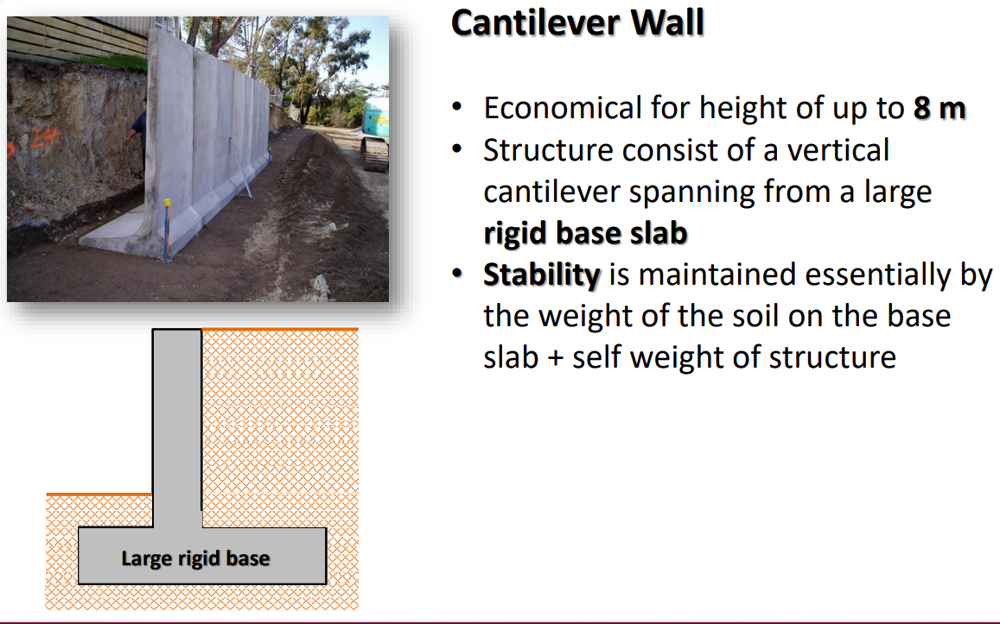 Cantilever Wall
• Economical for height of up to 8 m
• Structure consist of a vertical
cantilever spanning from a large
rigid base slab
• Stability is maintained essentially by
the weight of the soil on the base
slab + self weight of structure
Large rigid base